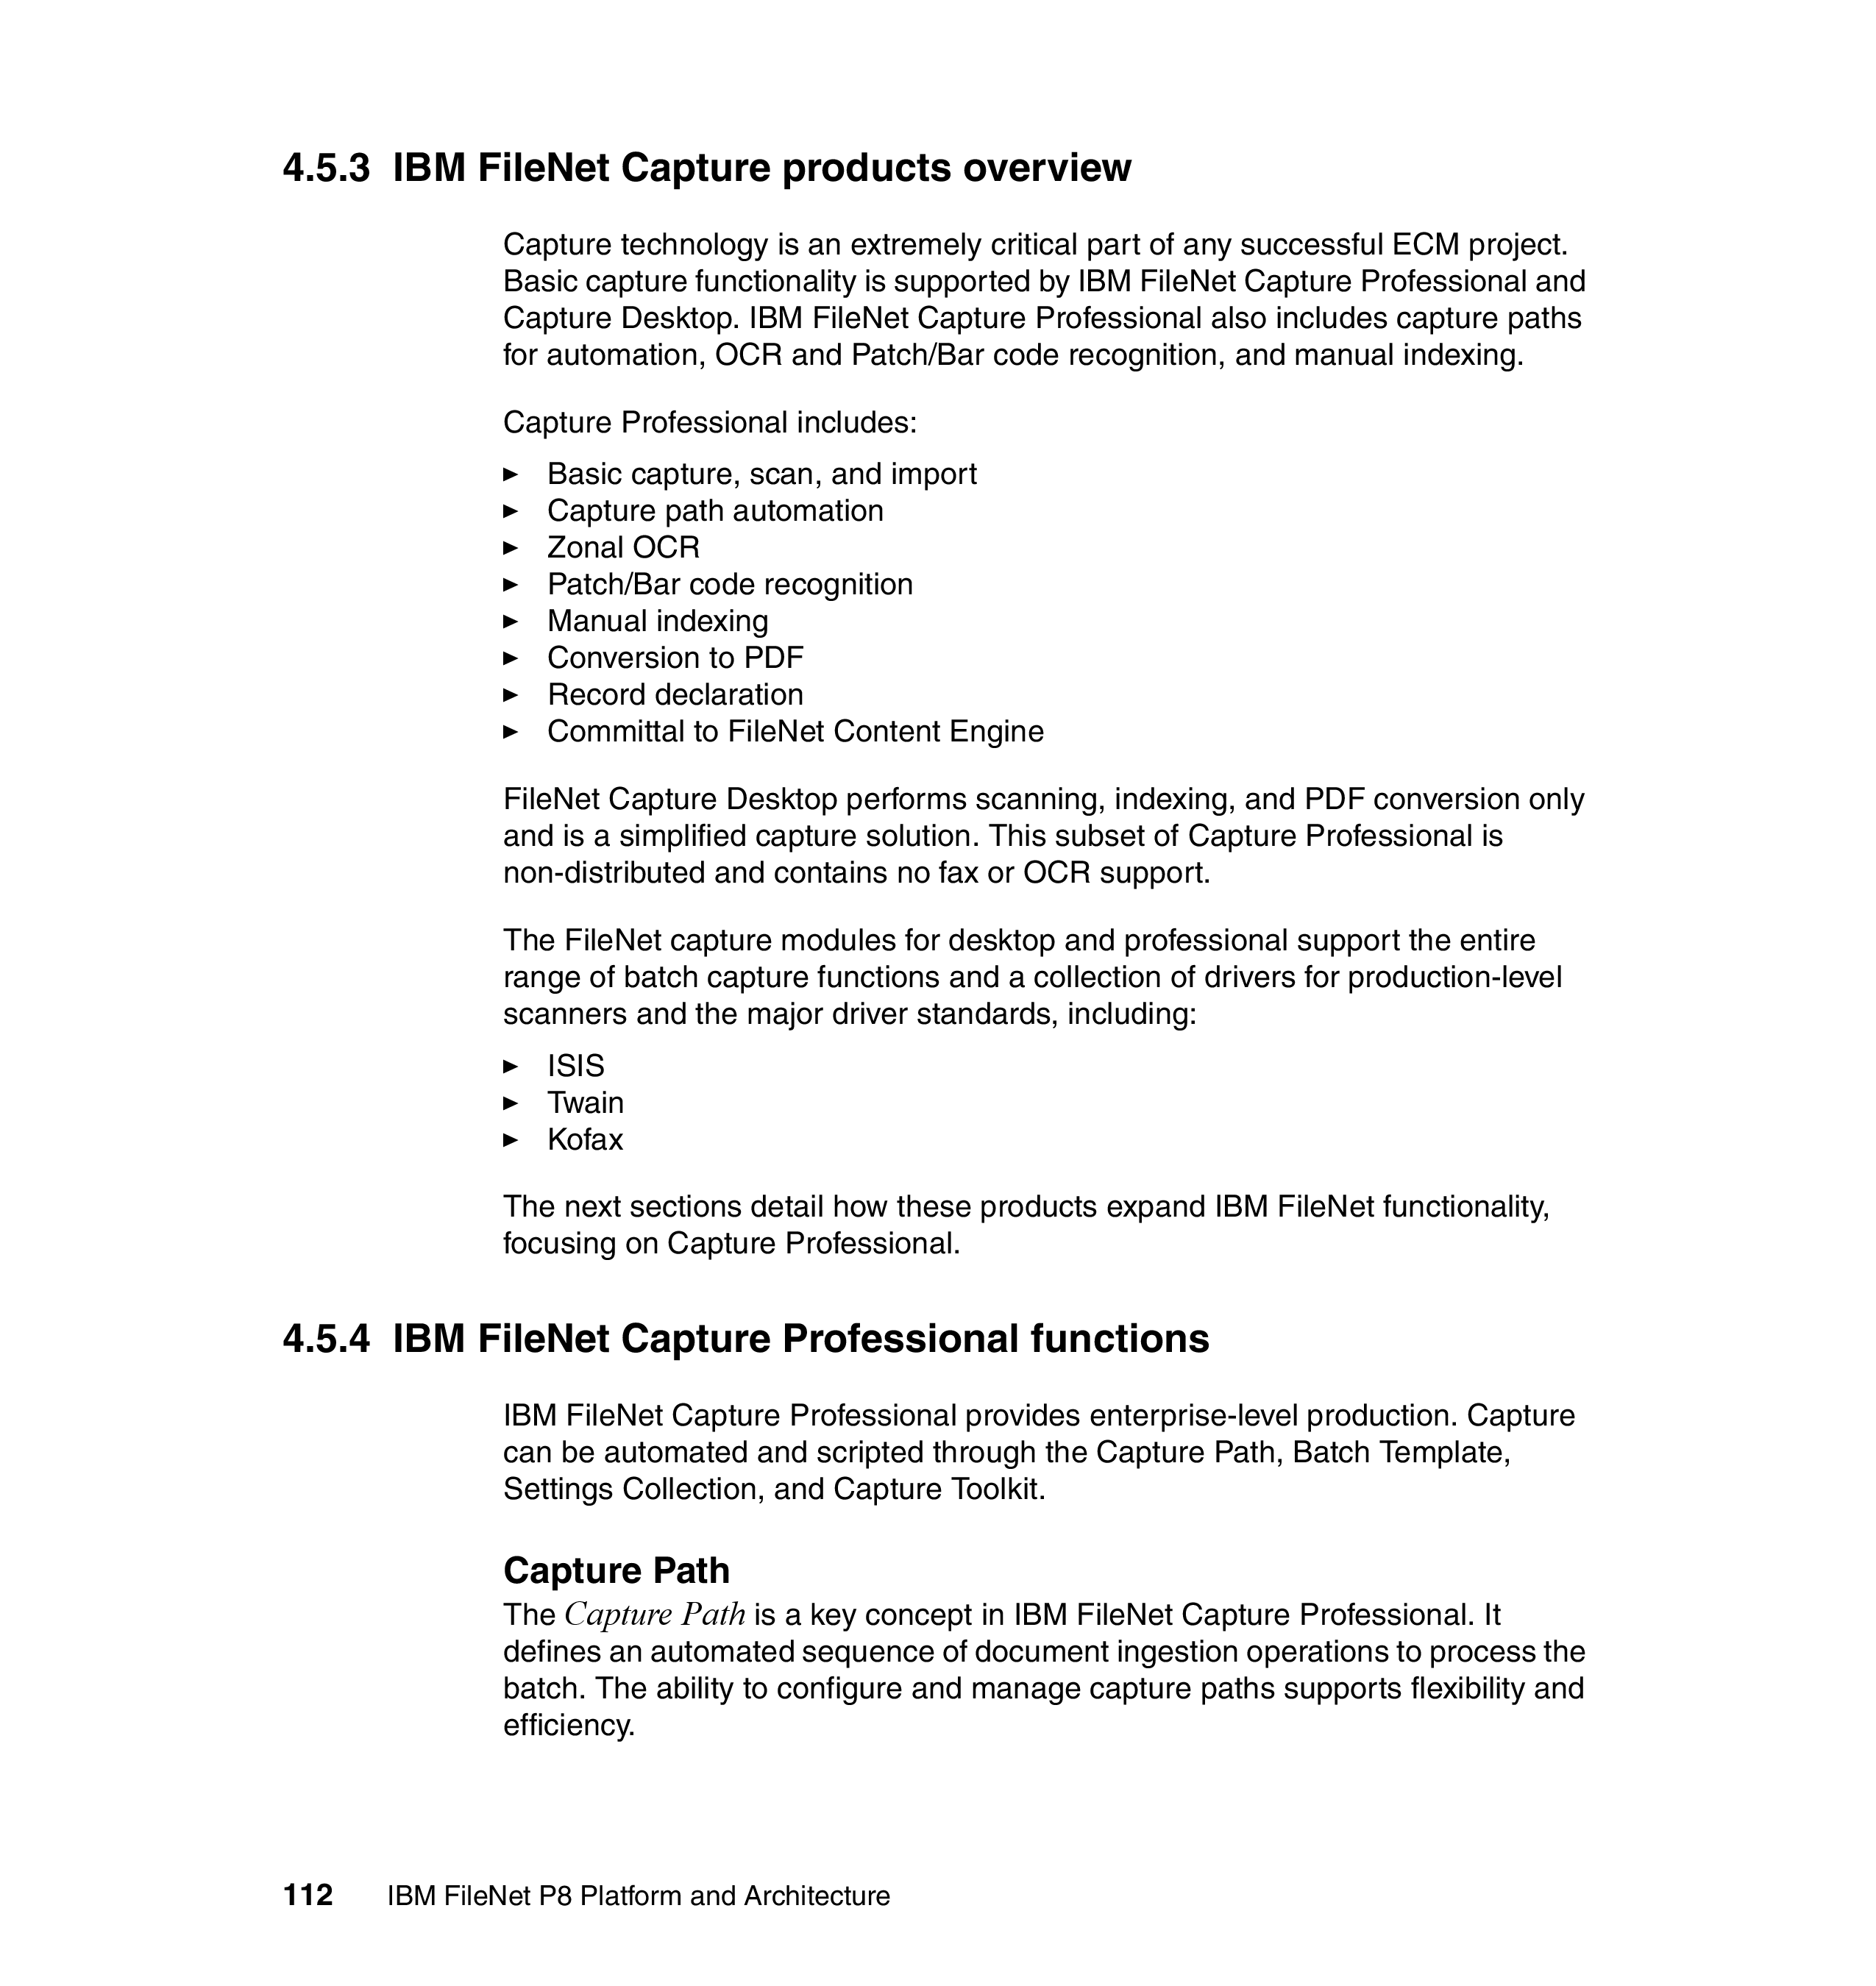 4.5.3 IBM FileNet Capture products overview
Capture technology is an extremely critical part of any successful ECM project.
Basic capture functionality is supported by IBM FileNet Capture Professional and
Capture Desktop. IBM FileNet Capture Professional also includes capture paths
for automation, OCR and Patch/Bar code recognition, and manual indexing.
Capture Professional includes:
► Basic capture, scan, and import
► Capture path automation
► Zonal OCR
► Patch/Bar code recognition
► Manual indexing
► Conversion to PDF
► Record declaration
► Committal to FileNet Content Engine
FileNet Capture Desktop performs scanning, indexing, and PDF conversion only
and is a simplified capture solution. This subset of Capture Professional is
non-distributed and contains no fax or OCR support.
The FileNet capture modules for desktop and professional support the entire
range of batch capture functions and a collection of drivers for production-level
scanners and the major driver standards, including:
► ISIS
► Twain
► Kofax
The next sections detail how these products expand IBM FileNet functionality,
focusing on Capture Professional.
4.5.4 IBM FileNet Capture Professional functions
IBM FileNet Capture Professional provides enterprise-level production. Capture
can be automated and scripted through the Capture Path, Batch Template,
Settings Collection, and Capture Toolkit.
Capture Path
The Capture Path is a key concept in IBM FileNet Capture Professional. It
defines an automated sequence of document ingestion operations to process the
batch. The ability to configure and manage capture paths supports flexibility and
efficiency.
112 IBM FileNet P8 Platform and Architecture